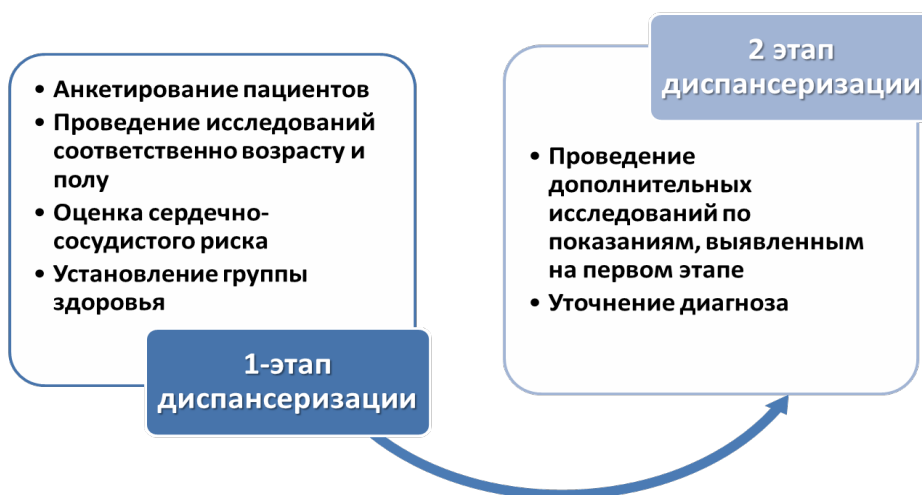 • Анкетирование пациентов
• Проведение исследований
соответственно возрасту и
полу
• Оценка сердечно-
сосудистого риска
• Установление группы
здоровья
1-этап
диспансеризации
2 этап
диспансеризации
• Проведение
дополнительных
исследований по
показаниям, выявленным
на первом этапе
• Уточнение диагноза